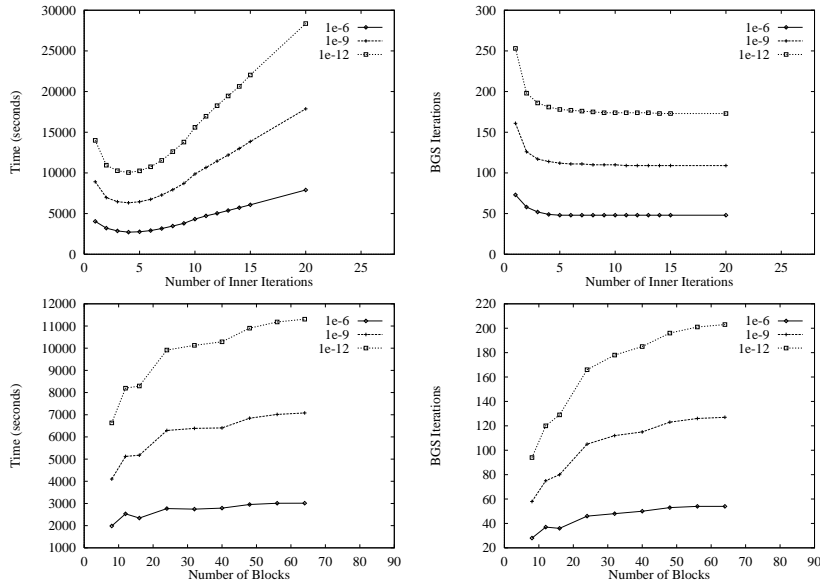 30000
25000
20000
15000
10000
5000
0
Time (seconds)
1e-6
1e-9
1e-12
0 5 10 15 20 25
Number of Inner Iterations
300
250
200
150
100
50
0
BGS Iterations
1e-6
1e-9
1e-12
0 5 10 15 20 25
Number of Inner Iterations
12000
11000
10000
9000
8000
7000
6000
5000
4000
3000
2000
1000
Time (seconds)
1e-6
1e-9
1e-12
0 10 20 30 40 50 60 70 80 90
Number of Blocks
220
200
180
160
140
120
100
80
60
40
20
BGS Iterations
1e-6
1e-9
1e-12
0 10 20 30 40 50 60 70 80 90
Number of Blocks